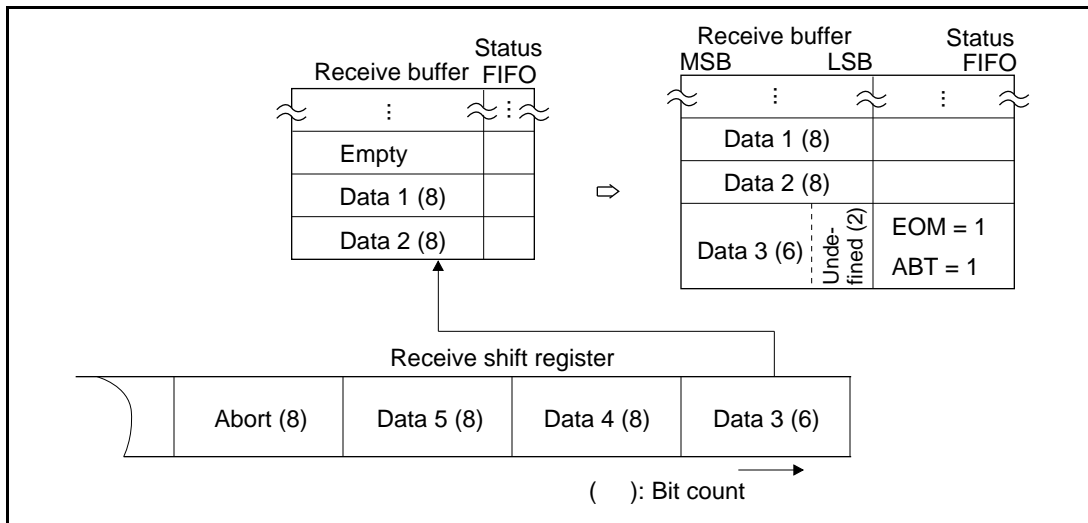 Status
Receive buffer FIFO
⋮ ⋮
Empty
Data 1 (8)
Data 2 (8)
⇨
Receive buffer Status
MSB LSB FIFO
⋮ ⋮
Data 1 (8)
Data 2 (8)
Data 3 (6)
Unde-
fined (2)
EOM = 1
ABT = 1
Receive shift register
Abort (8) Data 5 (8) Data 4 (8) Data 3 (6)
( ): Bit count